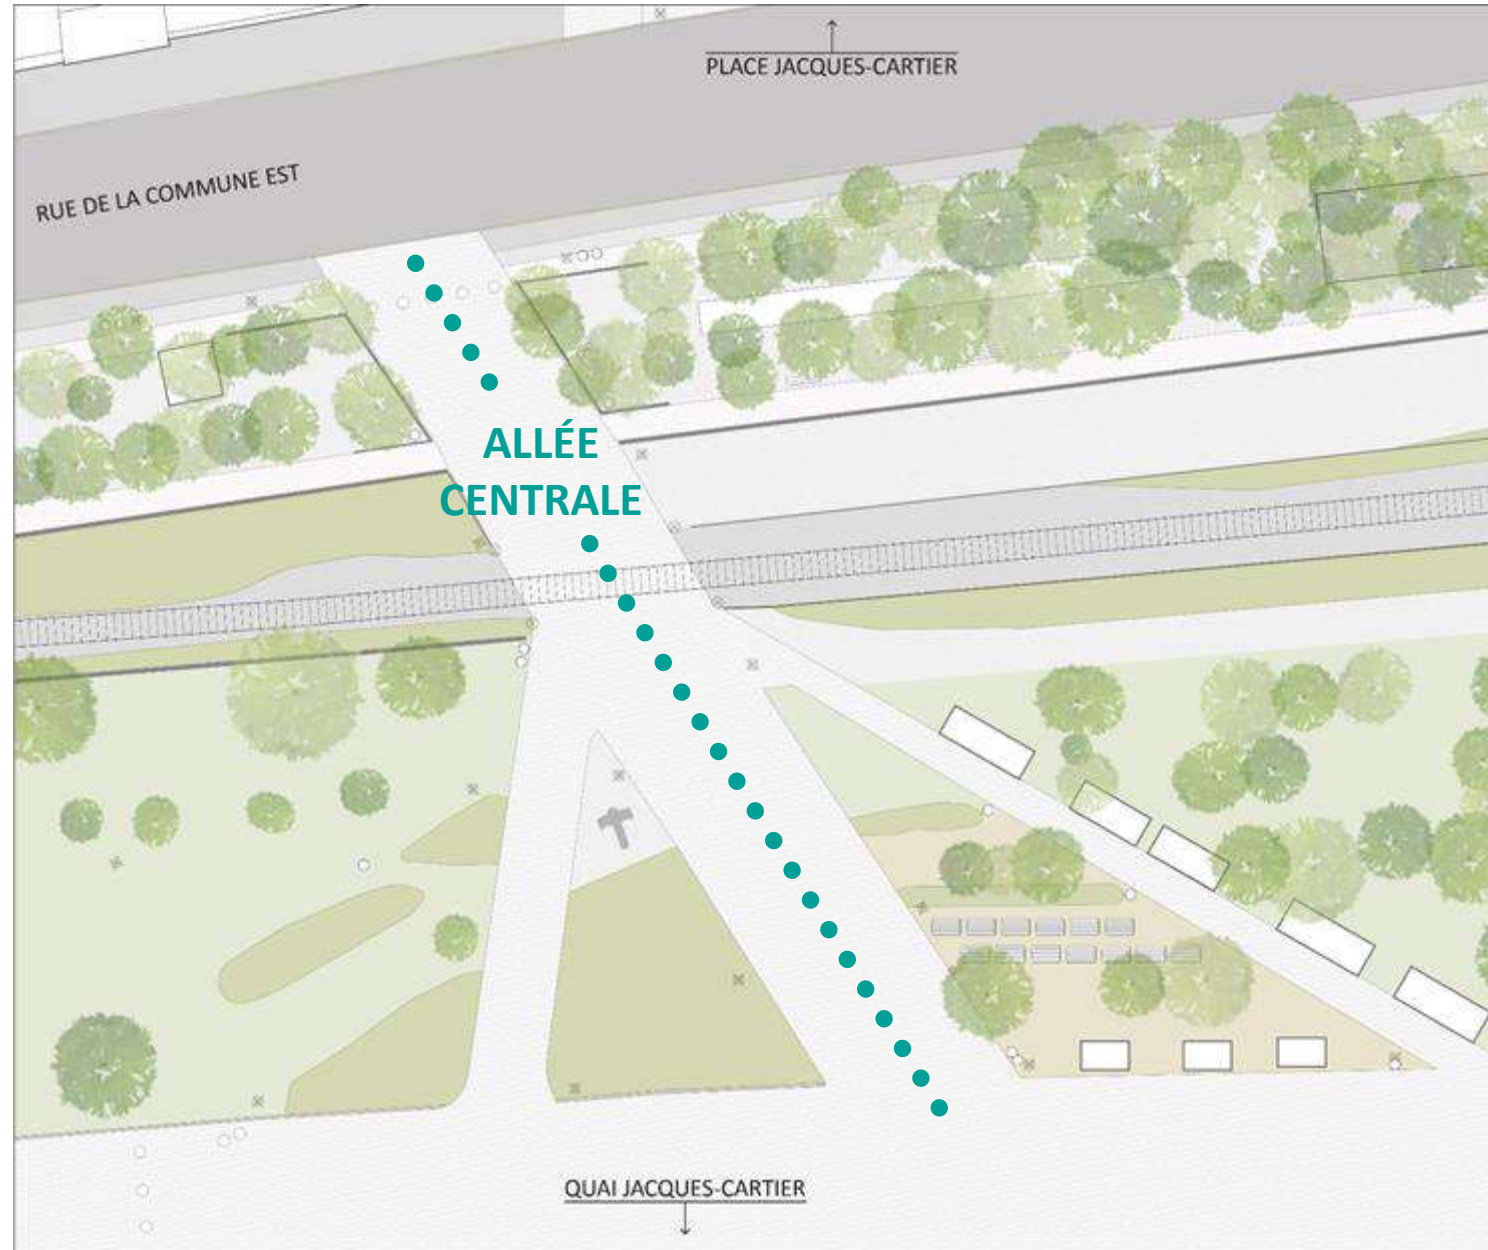 PLACE JACQUES-CARTIER
RUE DE LA COMMUNE EST
ALLÉE
CENTRALE
QUAI JACQUES-CARTIER